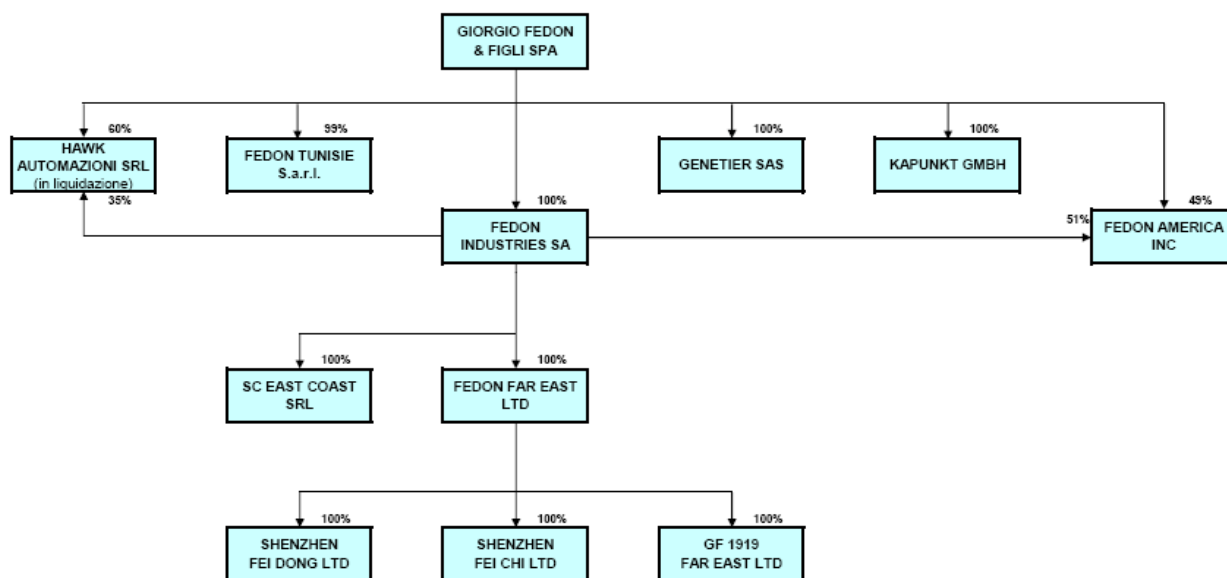 GIORGIO FEDON
& FIGLI SPA
60%
99%
100%
100%
HAWK
AUTOMAZIONI SRL
(in liquidazione)
FEDON TUNISIE
S.a.r.l.
GENETIER SAS
KAPUNKT GMBH
35%
100%
49%
FEDON
INDUSTRIES SA
51%
FEDON AMERICA
INC
100%
100%
SC EAST COAST
SRL
FEDON FAR EAST
LTD
100%
100%
100%
SHENZHEN
FEI DONG LTD
SHENZHEN
FEI CHI LTD
GF 1919
FAR EAST LTD